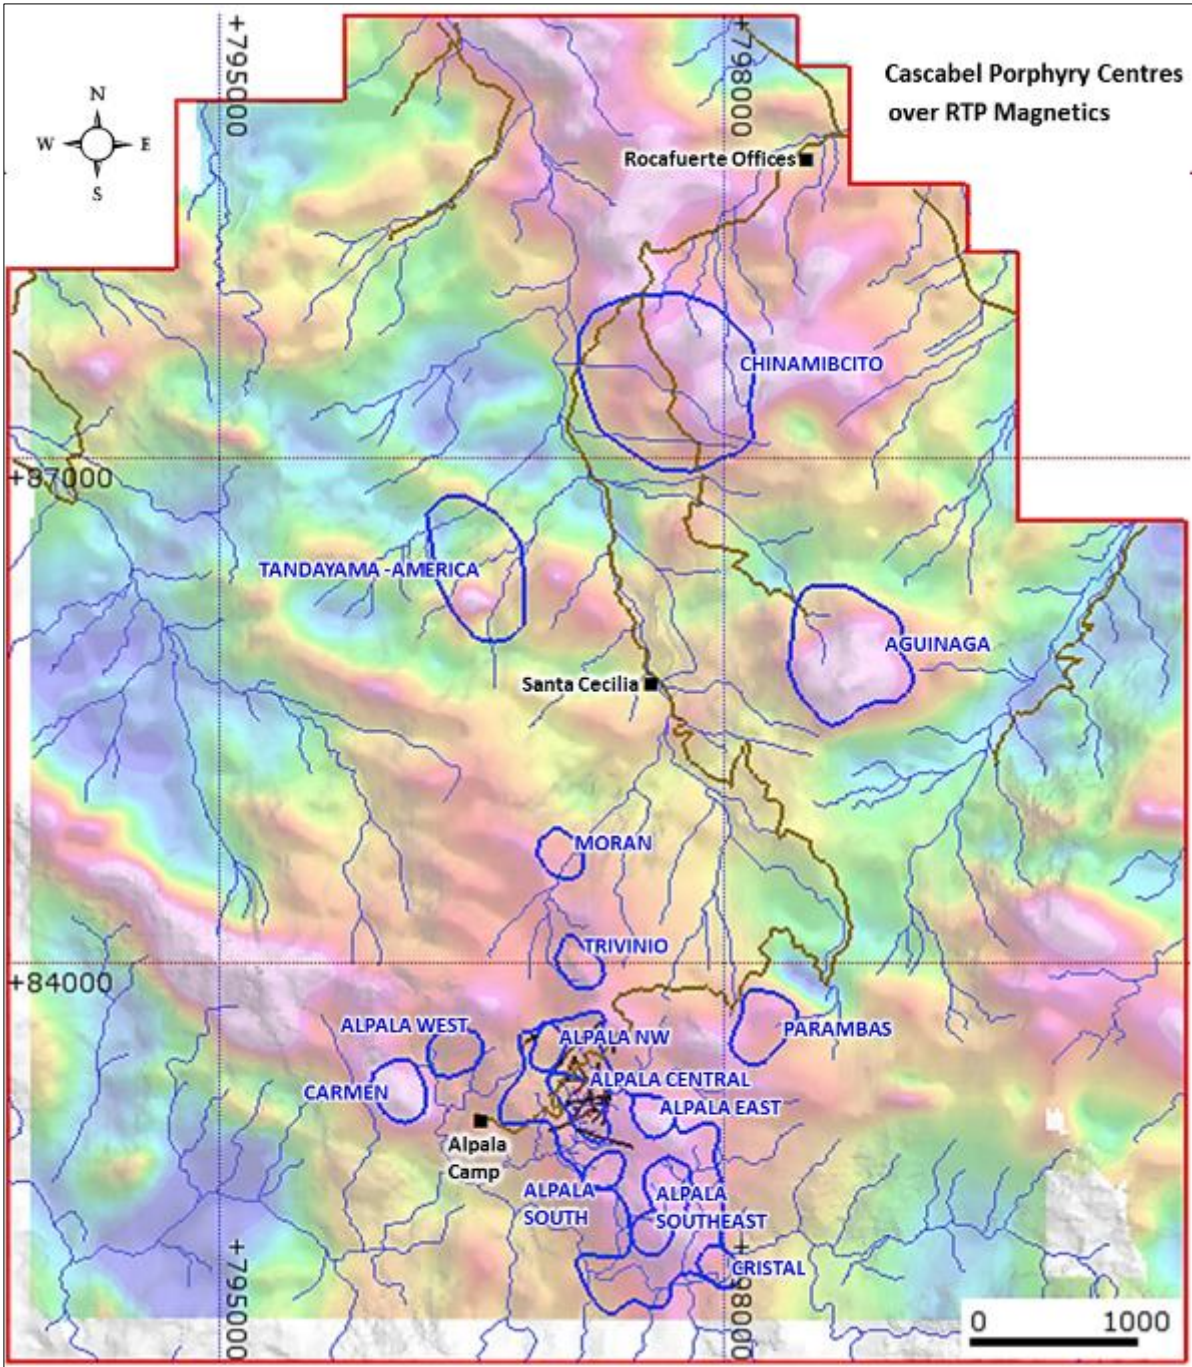 Cascabel Porphyry Centres
over RTP Magnetics
N
W E
S
+795000
+798000
Rocafuerte Offices
CHINAMIBCITO
+87000
TANDAYAMA -AMERICA
AGUINAGA
Santa Cecilia
MORAN
TRIVINIO
+84000
ALPALA WEST
ALPALA NW
PARAMBAS
CARMEN
ALPALA CENTRAL
ALPALA EAST
Alpala
Camp
ALPALA
SOUTH
ALPALA
SOUTHEAST
CRISTAL
+795000
+798000
0 1000